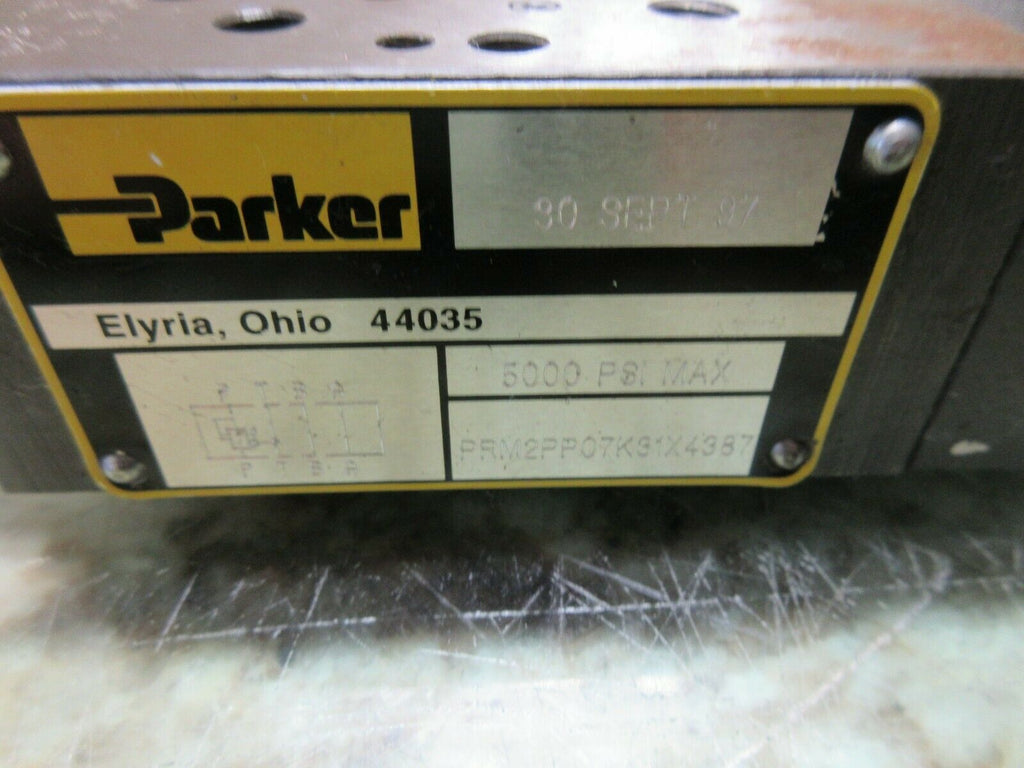 Parker
30 SEPT 97
Elyria, Ohio 44035
5000 PSI MAX
PRM2PP07K31X4387